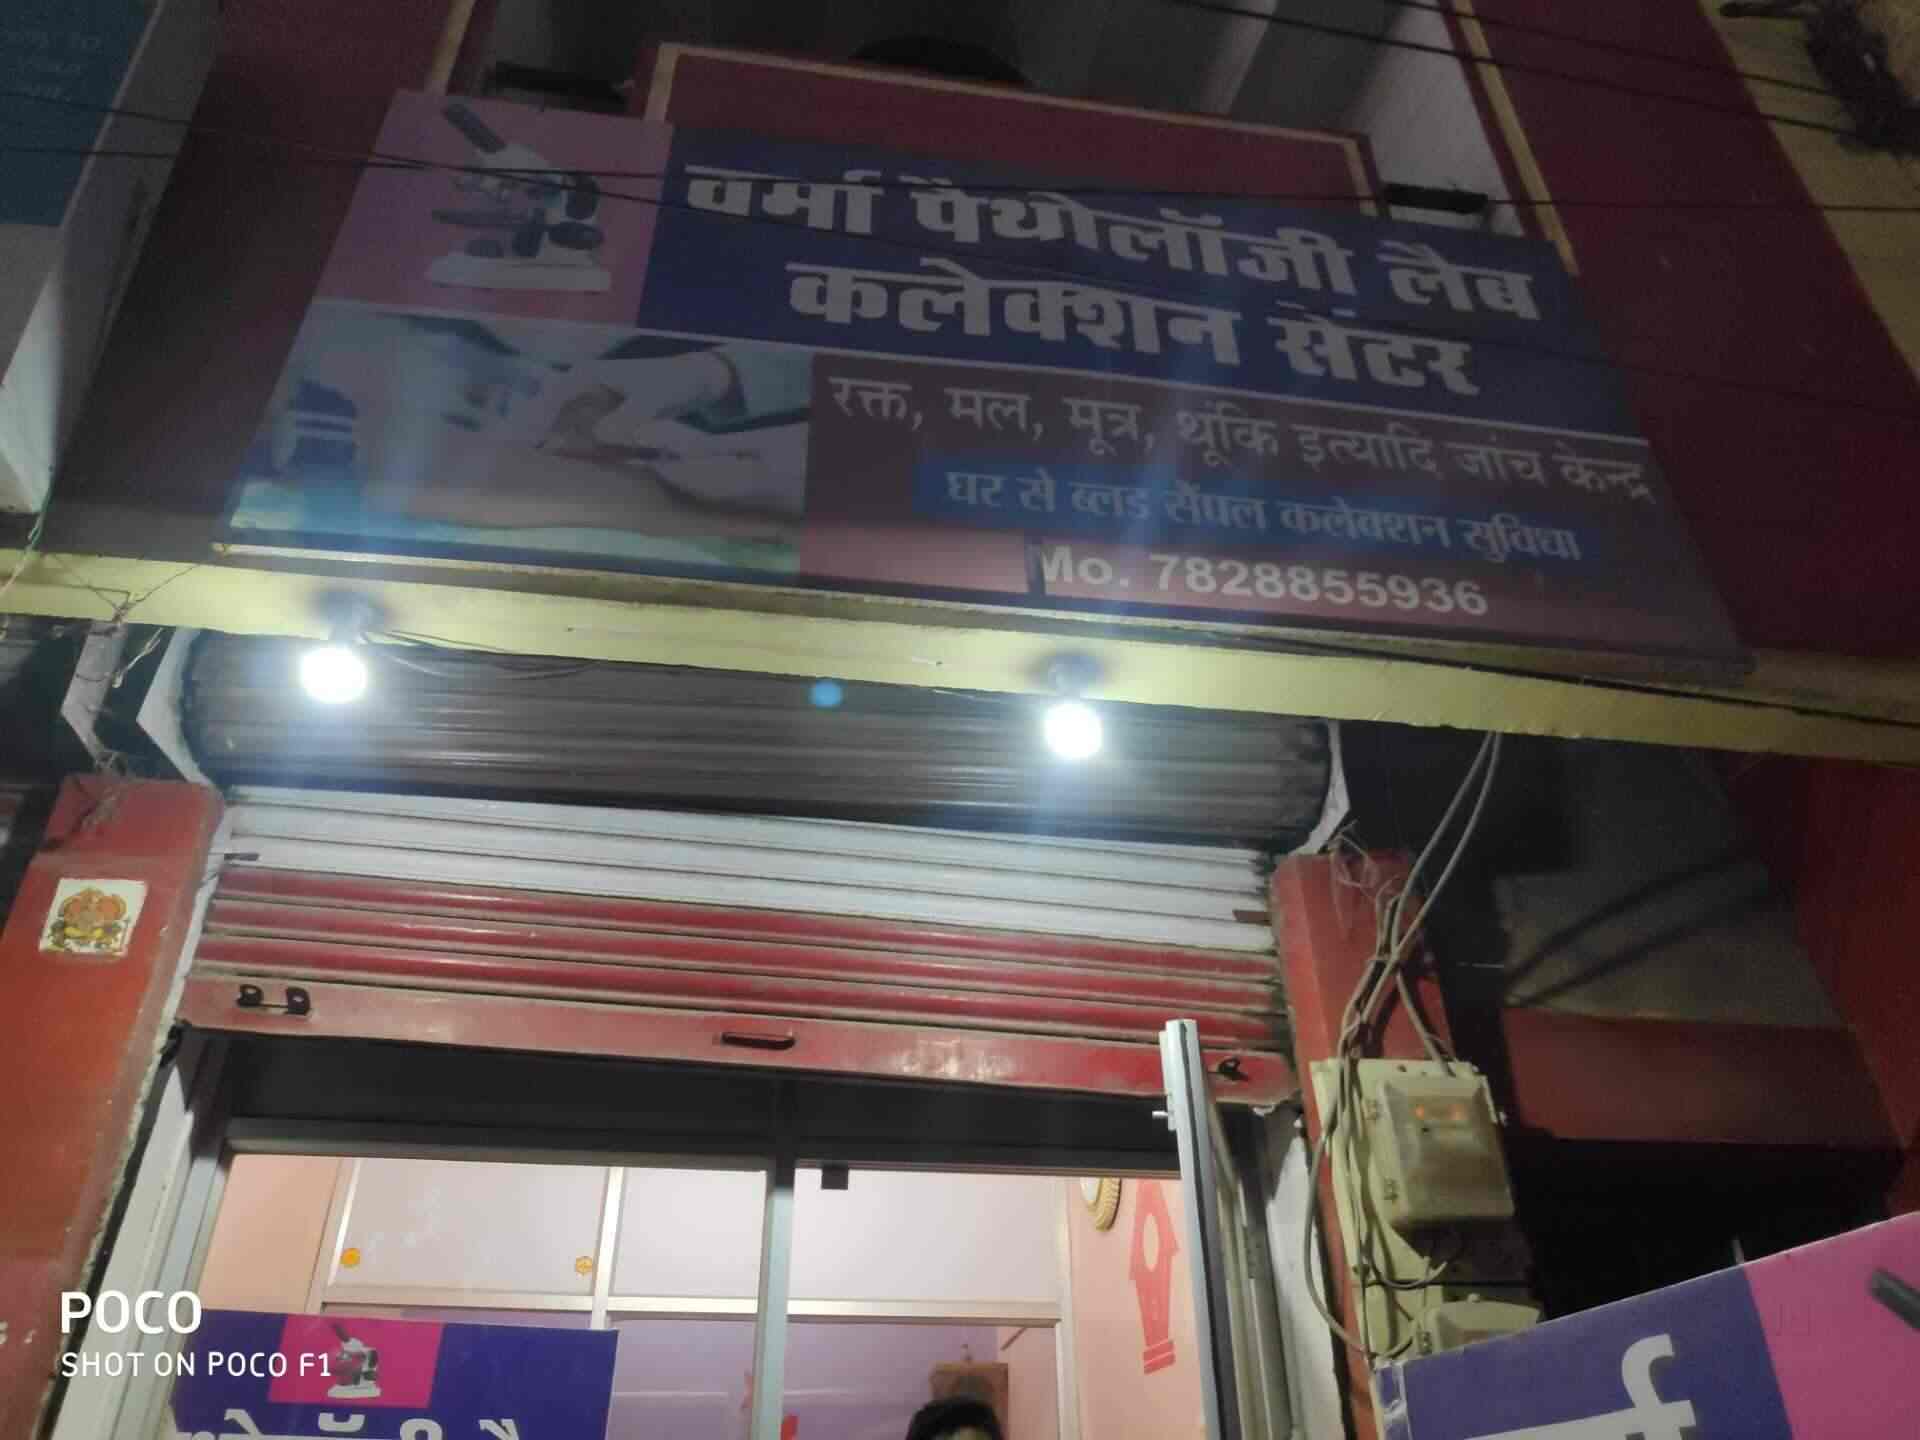 वर्मा पैथोलॉजी लैब
कलेक्शन सेंटर
रक्त, मल, मूत्र, थूंकि इत्यादि जांच केन्द्र
घर से ब्लड सैंपल कलेक्शन सुविधा
Mo. 7828855936
POCO
SHOT ON POCO F1